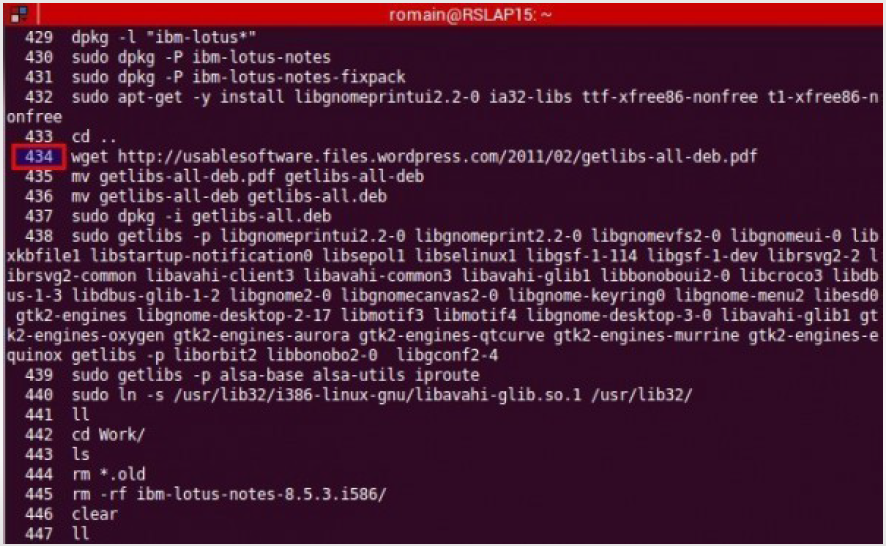 romain@RSLAP15: ~
429 dpkg -l "ibm-lotus*"
430 sudo dpkg -P ibm-lotus-notes
431 sudo dpkg -P ibm-lotus-notes-fixpack
432 sudo apt-get -y install libgnomeprintui2.2-0 ia32-libs ttf-xfree86-nonfree t1-xfree86-n
onfree
433 cd ..
434 wget http://usablesoftware.files.wordpress.com/2011/02/getlibs-all-deb.pdf
435 mv getlibs-all-deb.pdf getlibs-all-deb
436 mv getlibs-all-deb getlibs-all.deb
437 sudo dpkg -i getlibs-all.deb
438 sudo getlibs -p libgnomeprintui2.2-0 libgnomeprint2.2-0 libgnomevfs2-0 libgnomeui-0 lib
xkbfile1 libstartup-notification0 libsepol1 libselinux1 libgsf-1-114 libgsf-1-dev librsvg2-2 l
ibrsvg2-common libavahi-client3 libavahi-common3 libavahi-glib1 libbonoboui2-0 libcroco3 libdb
us-1-3 libdbus-glib-1-2 libgnome2-0 libgnomecanvas2-0 libgnome-keyring0 libgnome-menu2 libesd0
gtk2-engines libgnome-desktop-2-17 libmotif3 libmotif4 libgnome-desktop-3-0 libavahi-glib1 gt
k2-engines-oxygen gtk2-engines-aurora gtk2-engines-qtcurve gtk2-engines-murrine gtk2-engines-e
quinox getlibs -p liborbit2 libbonobo2-0 libgconf2-4
439 sudo getlibs -p alsa-base alsa-utils iproute
440 sudo ln -s /usr/lib32/i386-linux-gnu/libavahi-glib.so.1 /usr/lib32/
441 ll
442 cd Work/
443 ls
444 rm *.old
445 rm -rf ibm-lotus-notes-8.5.3.i586/
446 clear
447 ll